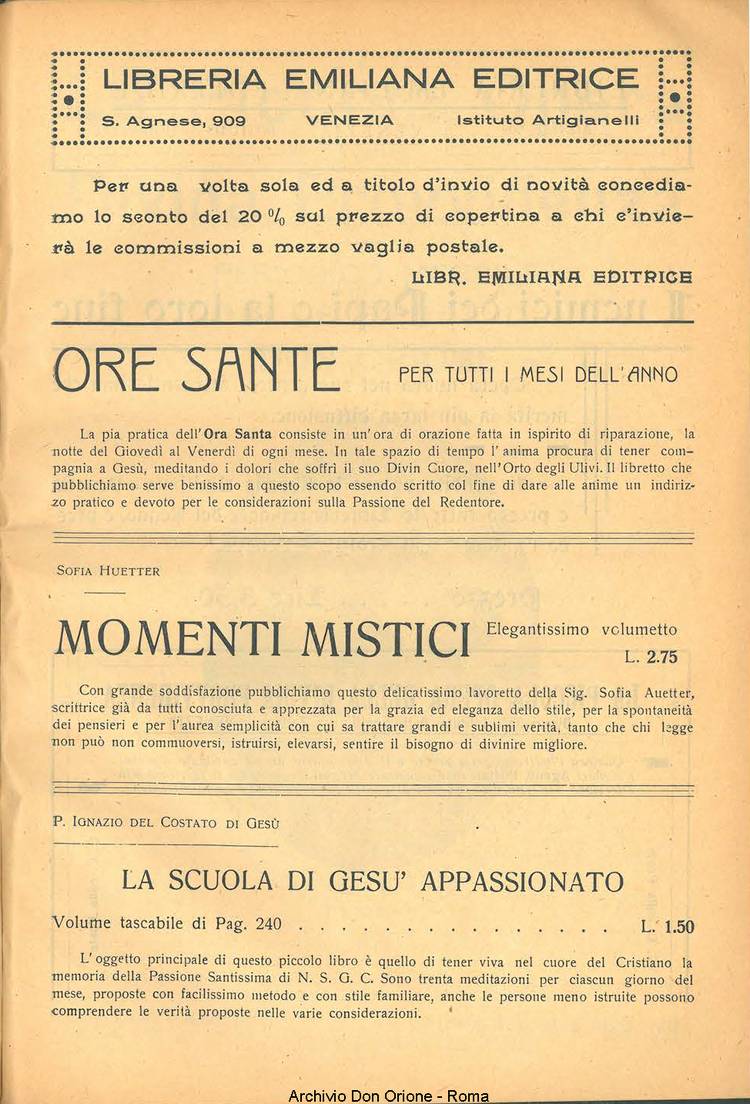 LIBRERIA EMILIANA EDITRICE
S. Agnese, 909 VENEZIA Istituto Artigianelli
Per una volta sola ed a titolo d'invio di novità concedia-
mo lo sconto del 20 % sul prezzo di copertina a chi c'invie-
rà le commissioni a mezzo vaglia postale.
LIBR. EMILIANA EDITRICE
ORE SANTE PER TUTTI I MESI DELL'ANNO
La pia pratica dell'Ora Santa consiste in un'ora di orazione fatta in ispirito di riparazione, la
notte del Giovedì al Venerdì di ogni mese. In tale spazio di tempo l'anima procura di tener com-
pagnia a Gesù, meditando i dolori che soffrì il suo Divin Cuore, nell'Orto degli Ulivi. Il libretto che
pubblichiamo serve benissimo a questo scopo essendo scritto col fine di dare alle anime un indiriz-
zo pratico e devoto per le considerazioni sulla Passione del Redentore.
SOFIA HUETTER
MOMENTI MISTICI Elegantissimo volumetto
L. 2.75
Con grande soddisfazione pubblichiamo questo delicatissimo lavoretto della Sig. Sofia Auetter,
scrittrice già da tutti conosciuta e apprezzata per la grazia ed eleganza dello stile, per la spontaneità
dei pensieri e per l'aurea semplicità con cui sa trattare grandi e sublimi verità, tanto che chi legge
non può non commuoversi, istruirsi, elevarsi, sentire il bisogno di divinire migliore.
P. IGNAZIO DEL COSTATO DI GESÙ
LA SCUOLA DI GESU' APPASSIONATO
Volume tascabile di Pag. 240 . . . . . . . . . . . . . . . L. 1.50
L'oggetto principale di questo piccolo libro è quello di tener viva nel cuore del Cristiano la
memoria della Passione Santissima di N. S. G. C. Sono trenta meditazioni per ciascun giorno del
mese, proposte con facilissimo metodo e con stile familiare, anche le persone meno istruite possono
comprendere le verità proposte nelle varie considerazioni.
Archivio Don Orione - Roma